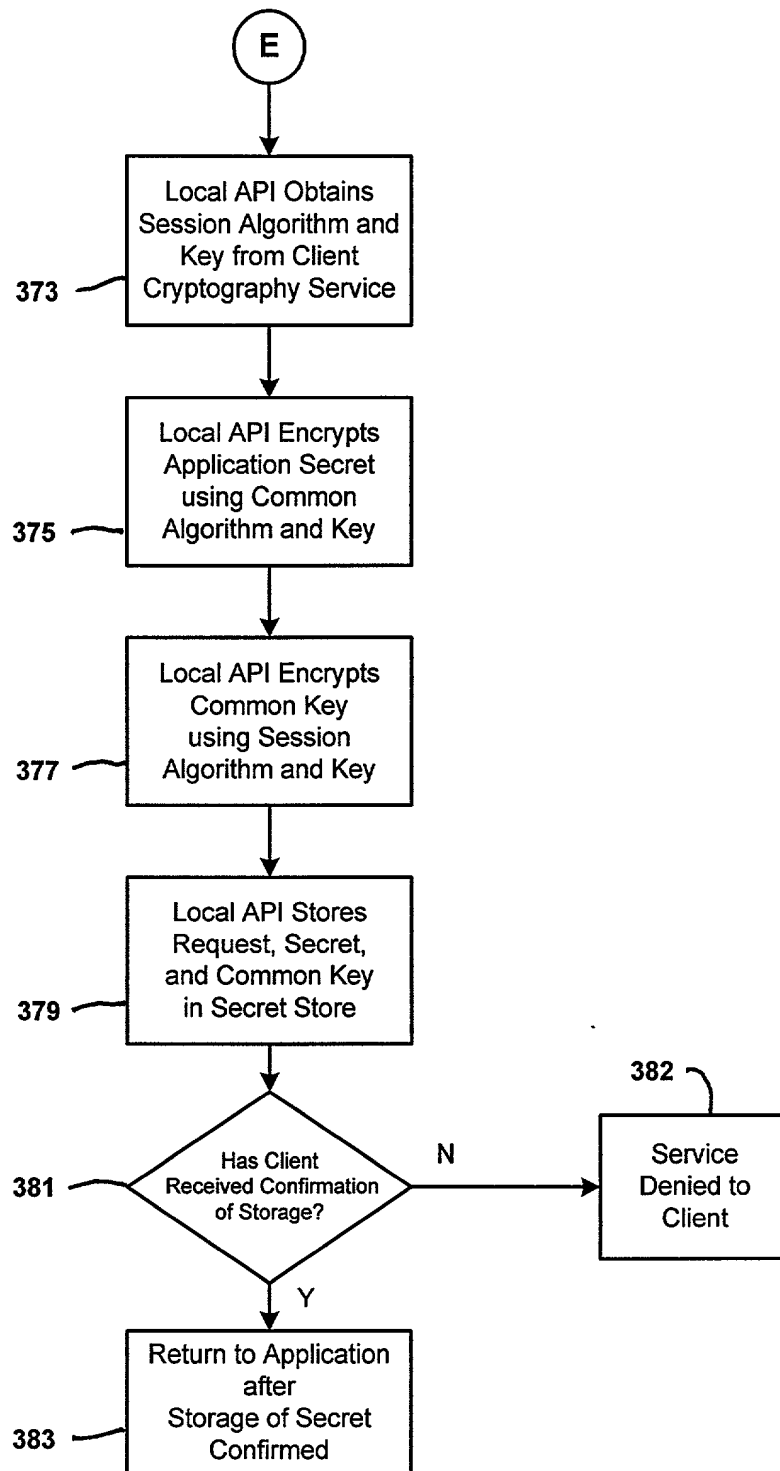 E
Local API Obtains
Session Algorithm and
Key from Client
Cryptography Service
373
Local API Encrypts
Application Secret
using Common
Algorithm and Key
375
Local API Encrypts
Common Key
using Session
Algorithm and Key
377
Local API Stores
Request, Secret,
and Common Key
in Secret Store
379
382
Has Client
Received Confirmation
of Storage?
381
N
Service
Denied to
Client
Y
Return to Application
after
Storage of Secret
Confirmed
383